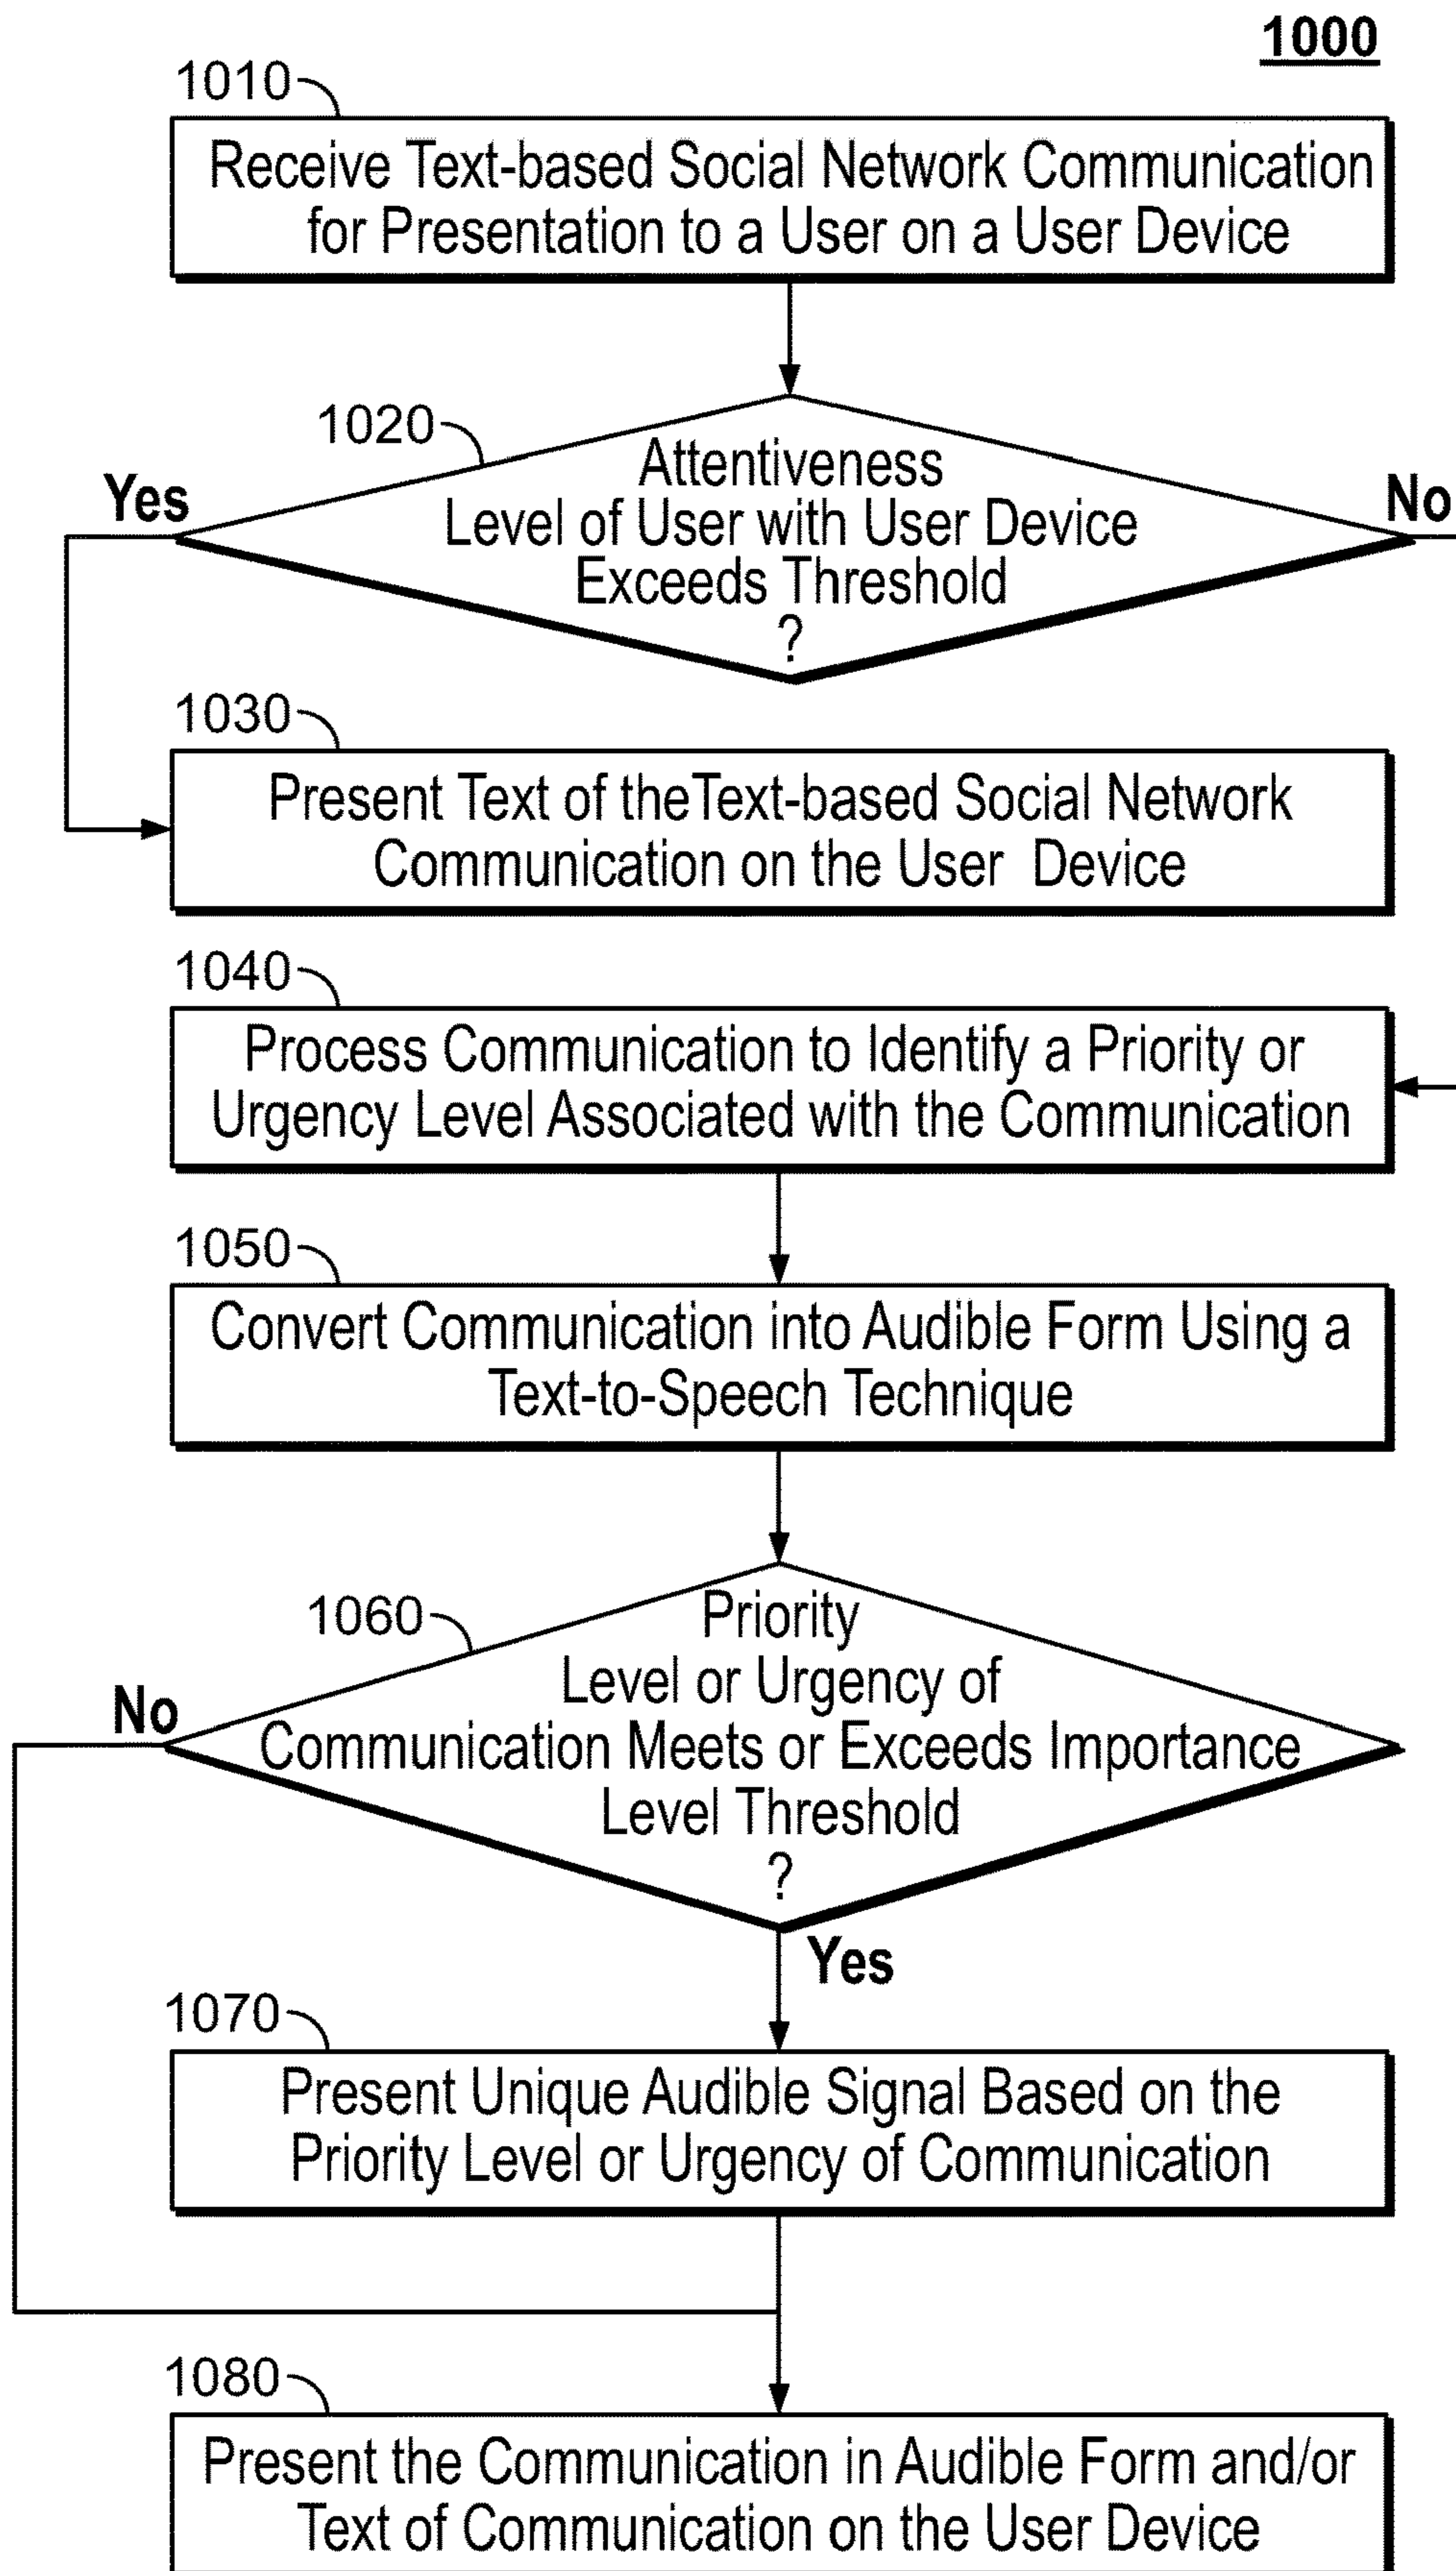 1000
1010
Receive Text-based Social Network Communication
for Presentation to a User on a User Device
1020
Attentiveness
Level of User with User Device
Exceeds Threshold
?
Yes
No
1030
Present Text of theText-based Social Network
Communication on the User Device
1040
Process Communication to Identify a Priority or
Urgency Level Associated with the Communication
1050
Convert Communication into Audible Form Using a
Text-to-Speech Technique
1060
Priority
Level or Urgency of
Communication Meets or Exceeds Importance
Level Threshold
?
No
Yes
1070
Present Unique Audible Signal Based on the
Priority Level or Urgency of Communication
1080
Present the Communication in Audible Form and/or
Text of Communication on the User Device